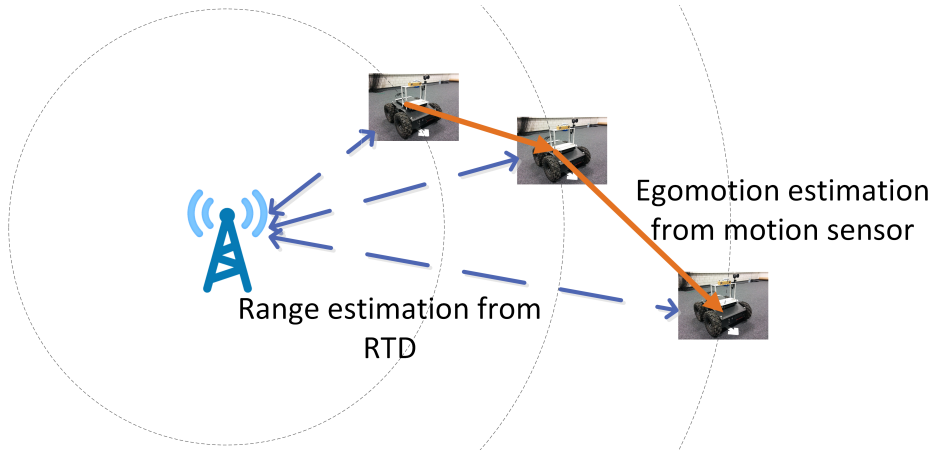 Egomotion estimation
from motion sensor
Range estimation from
RTD